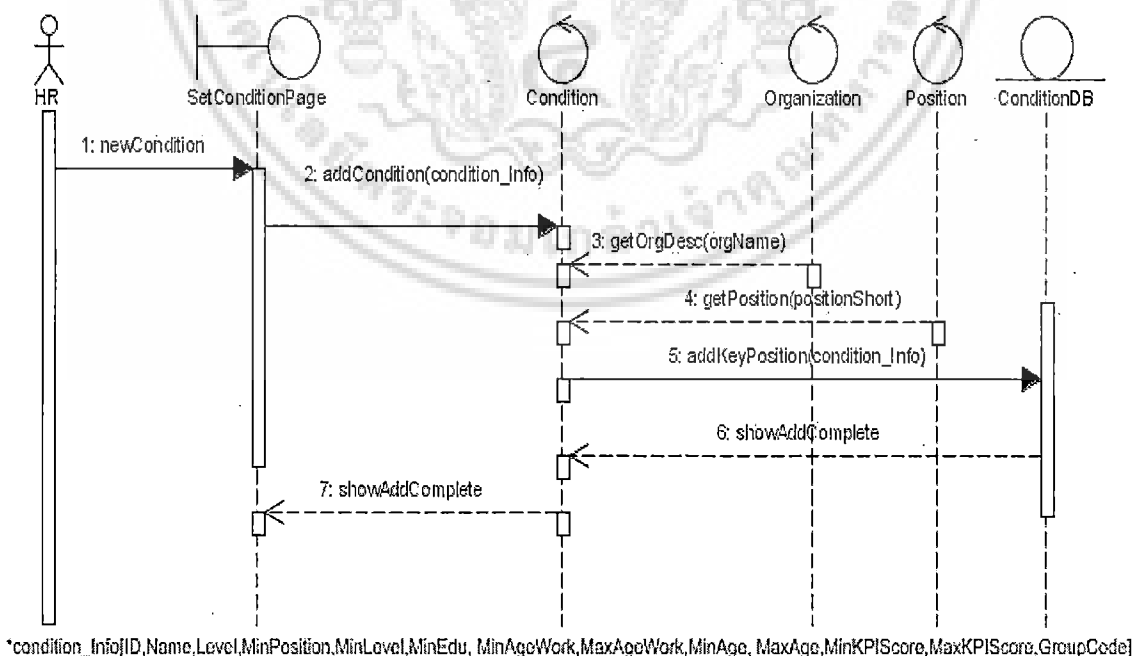 HR
SetConditionPage
Condition
Organization
Position
ConditionDB
1: newCondition
2: addCondition(condition_Info)
3: getOrgDesc(orgName)
4: getPosition(positionShort)
5: addKeyPosition(condition_Info)
6: showAddComplete
7: showAddComplete
*condition_Info[ID,Name,Level,MinPosition,MinLevel,MinEdu, MinAgeWork,MaxAgeWork,MinAge, MaxAge,MinKPIScore,MaxKPIScore,GroupCode]